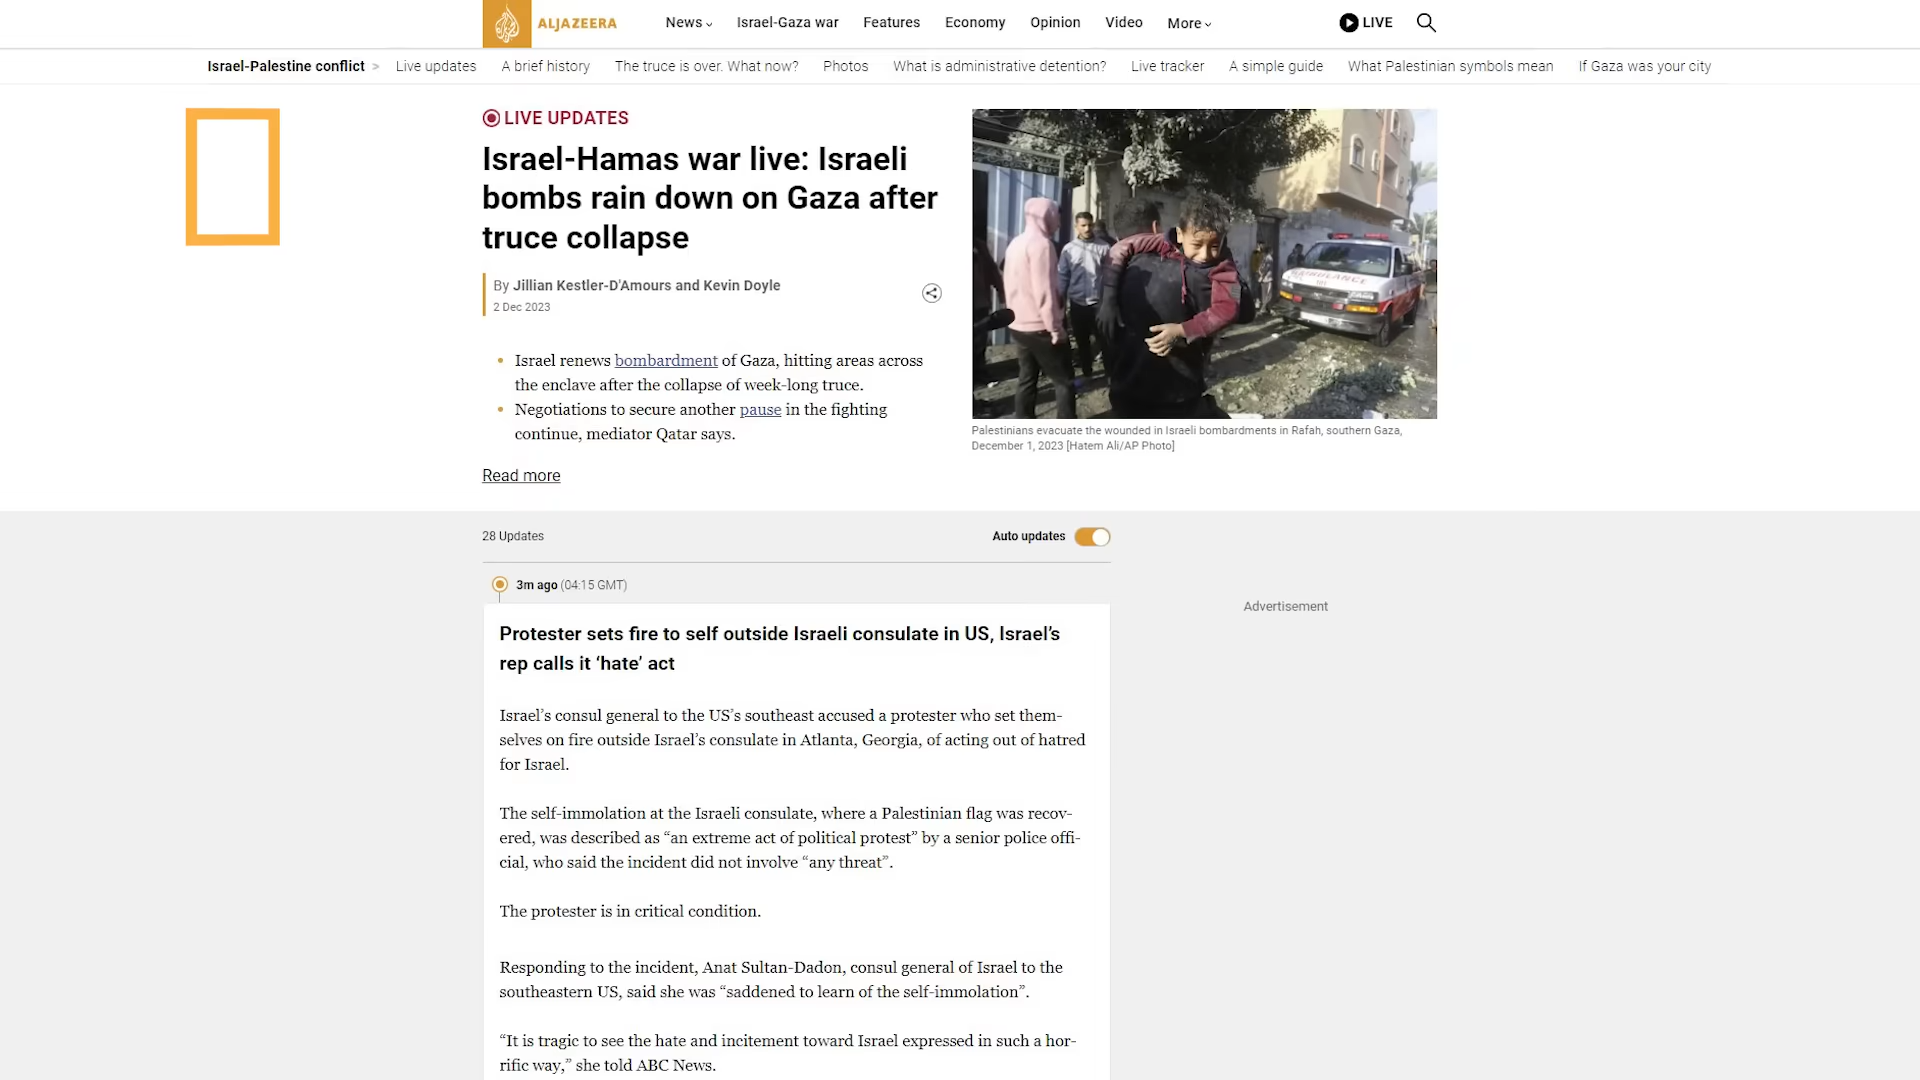 ALJAZEERA
News
Israel-Gaza war
Features
Economy
Opinion
Video
More
LIVE
Israel-Palestine conflict >
Live updates
A brief history
The truce is over. What now?
Photos
What is administrative detention?
Live tracker
A simple guide
What Palestinian symbols mean
If Gaza was your city
LIVE UPDATES
Israel-Hamas war live: Israeli
bombs rain down on Gaza after
truce collapse
By Jillian Kestler-D'Amours and Kevin Doyle
2 Dec 2023
• Israel renews bombardment of Gaza, hitting areas across
the enclave after the collapse of week-long truce.
• Negotiations to secure another pause in the fighting
continue, mediator Qatar says.
Read more
AMBULANCE
101
Palestinians evacuate the wounded in Israeli bombardments in Rafah, southern Gaza,
December 1, 2023 [Hatem Ali/AP Photo]
28 Updates
Auto updates
3m ago (04:15 GMT)
Advertisement
Protester sets fire to self outside Israeli consulate in US, Israel’s
rep calls it ‘hate’ act
Israel’s consul general to the US’s southeast accused a protester who set them-
selves on fire outside Israel’s consulate in Atlanta, Georgia, of acting out of hatred
for Israel.
The self-immolation at the Israeli consulate, where a Palestinian flag was recov-
ered, was described as “an extreme act of political protest” by a senior police offi-
cial, who said the incident did not involve “any threat”.
The protester is in critical condition.
Responding to the incident, Anat Sultan-Dadon, consul general of Israel to the
southeastern US, said she was “saddened to learn of the self-immolation”.
“It is tragic to see the hate and incitement toward Israel expressed in such a hor-
rific way,” she told ABC News.